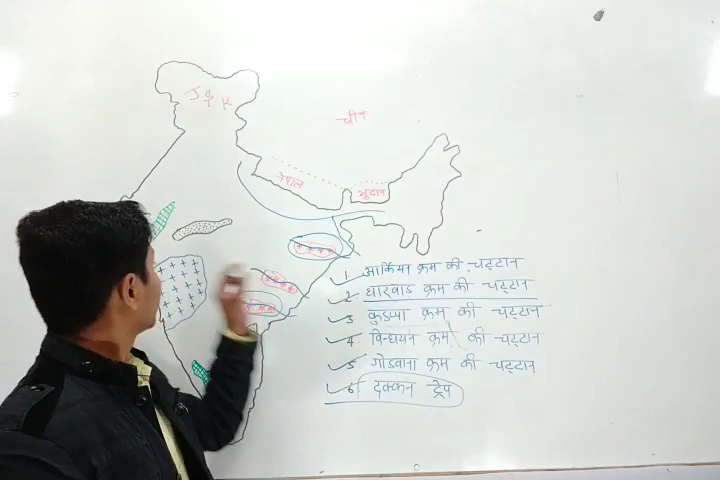 J & K
चीन
नेपाल
भूटान
1 आर्कियन क्रम की चट्टान
2 धारवाड क्रम की चट्टान
3 कुडप्पा क्रम की चट्टान
4 विन्धयन क्रम की चट्टान
5 गोडवाना क्रम की चट्टान
6 दक्कन ट्रेप